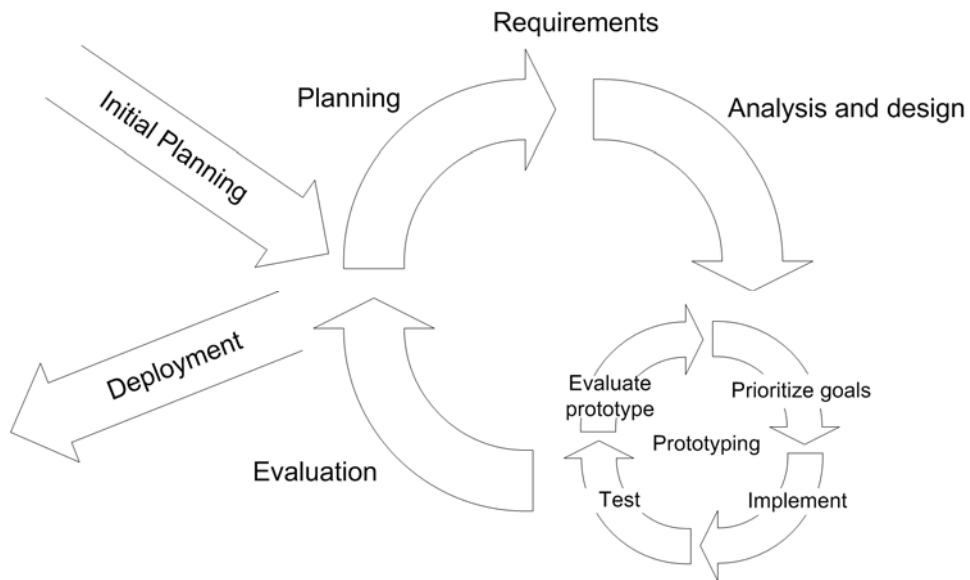 Requirements
Planning
Analysis and design
Initial Planning
Deployment
Evaluation
Evaluate
prototype
Prioritize goals
Prototyping
Test
Implement